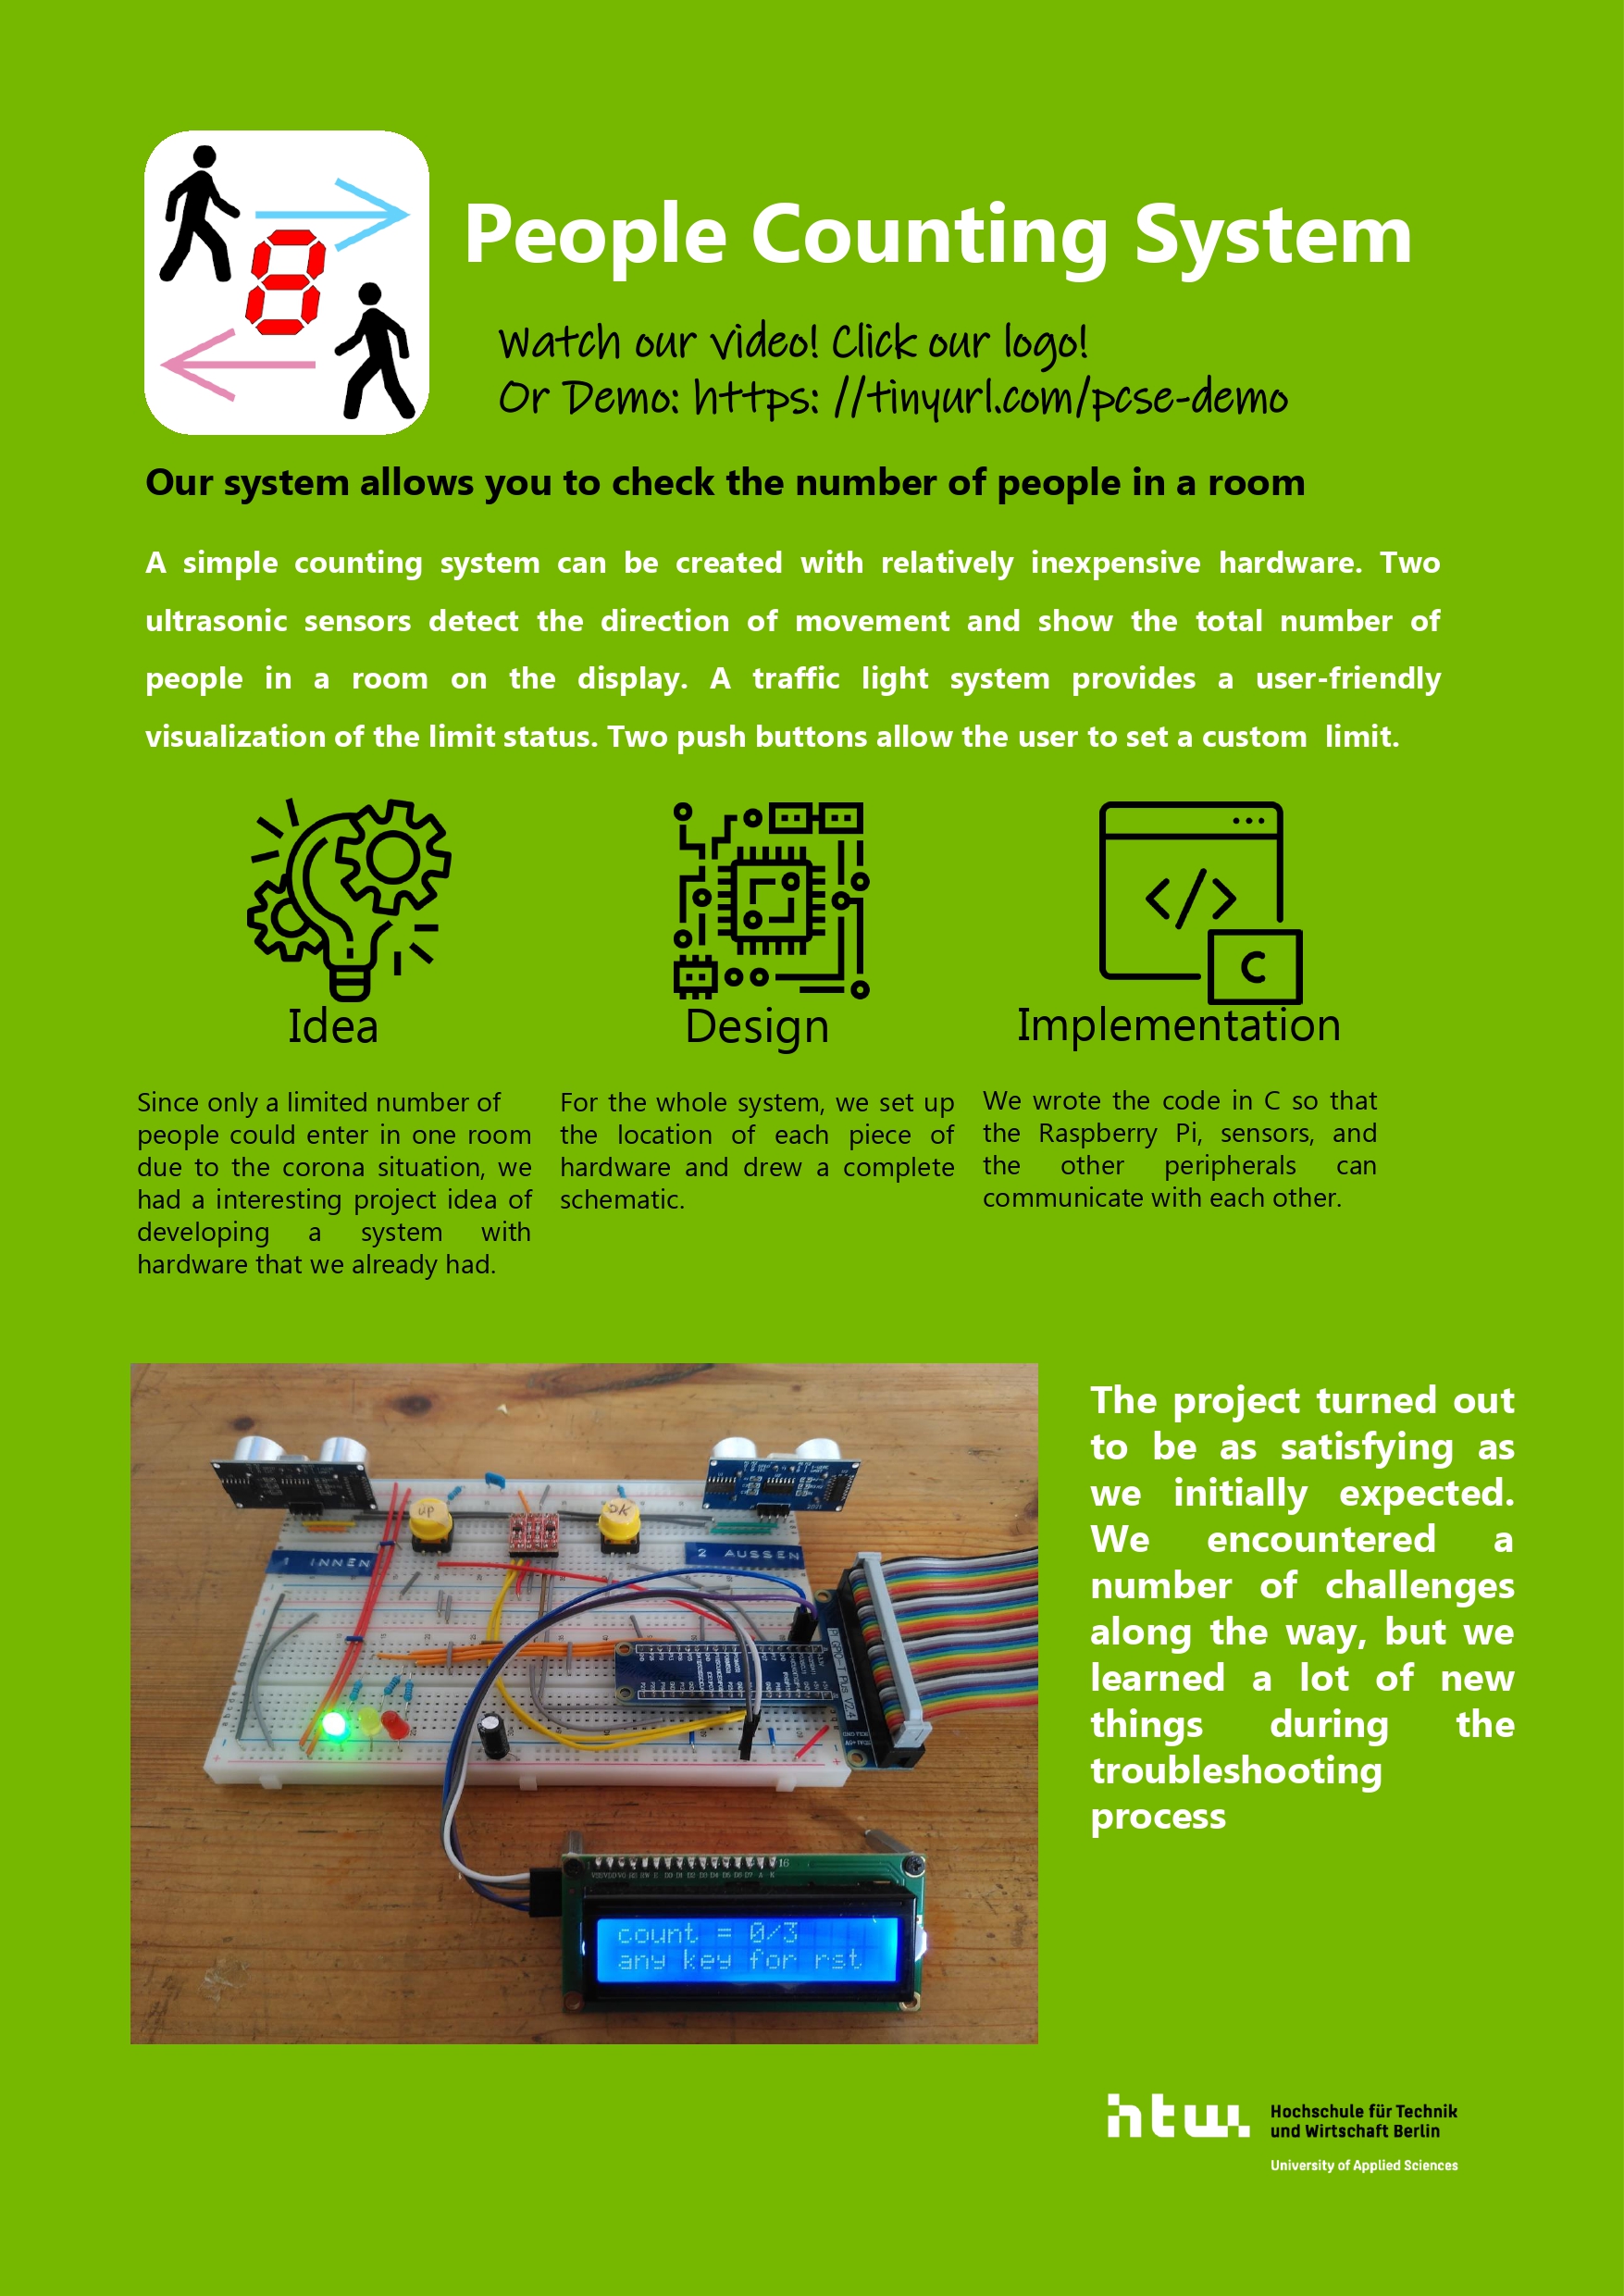 People Counting System
Watch our video! Click our logo!
Or Demo: https: //tinyurl.com/pcse-demo
Our system allows you to check the number of people in a room
A simple counting system can be created with relatively inexpensive hardware. Two
ultrasonic sensors detect the direction of movement and show the total number of
people in a room on the display. A traffic light system provides a user-friendly
visualization of the limit status. Two push buttons allow the user to set a custom limit.
C
Idea
Design
Implementation
Since only a limited number of
people could enter in one room
due to the corona situation, we
had a interesting project idea of
developing a system with
hardware that we already had.
For the whole system, we set up
the location of each piece of
hardware and drew a complete
schematic.
We wrote the code in C so that
the Raspberry Pi, sensors, and
the other peripherals can
communicate with each other.
up
ok
1 INNEN
2 AUSSEN
16
count = 0/3
any key for rst
The project turned out
to be as satisfying as
we initially expected.
We encountered a
number of challenges
along the way, but we
learned a lot of new
things during the
troubleshooting
process
htw.
Hochschule für Technik
und Wirtschaft Berlin
University of Applied Sciences